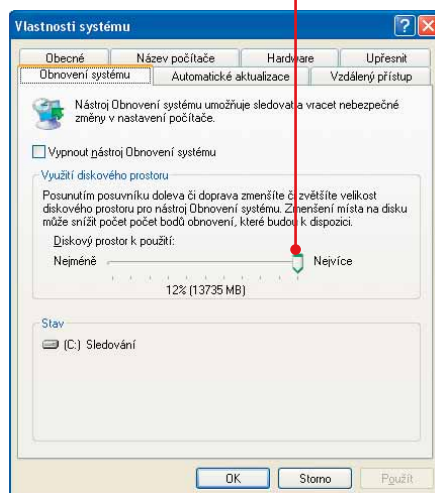 Vlastnosti systému
Obecné Název počítače Hardware Upřesnit
Obnovení systému Automatické aktualizace Vzdálený přístup
Nástroj Obnovení systému umožňuje sledovat a vracet nebezpečné
změny v nastavení počítače.
Vypnout nástroj Obnovení systému
Využití diskového prostoru
Posunutím posuvníku doleva či doprava zmenšíte či zvětšíte velikost
diskového prostoru pro nástroj Obnovení systému. Zmenšení místa na disku
může snížit počet počet bodů obnovení, které budou k dispozici.
Diskový prostor k použití:
Nejméně Nejvíce
12% (13735 MB)
Stav
(C:) Sledování
OK Storno Použít